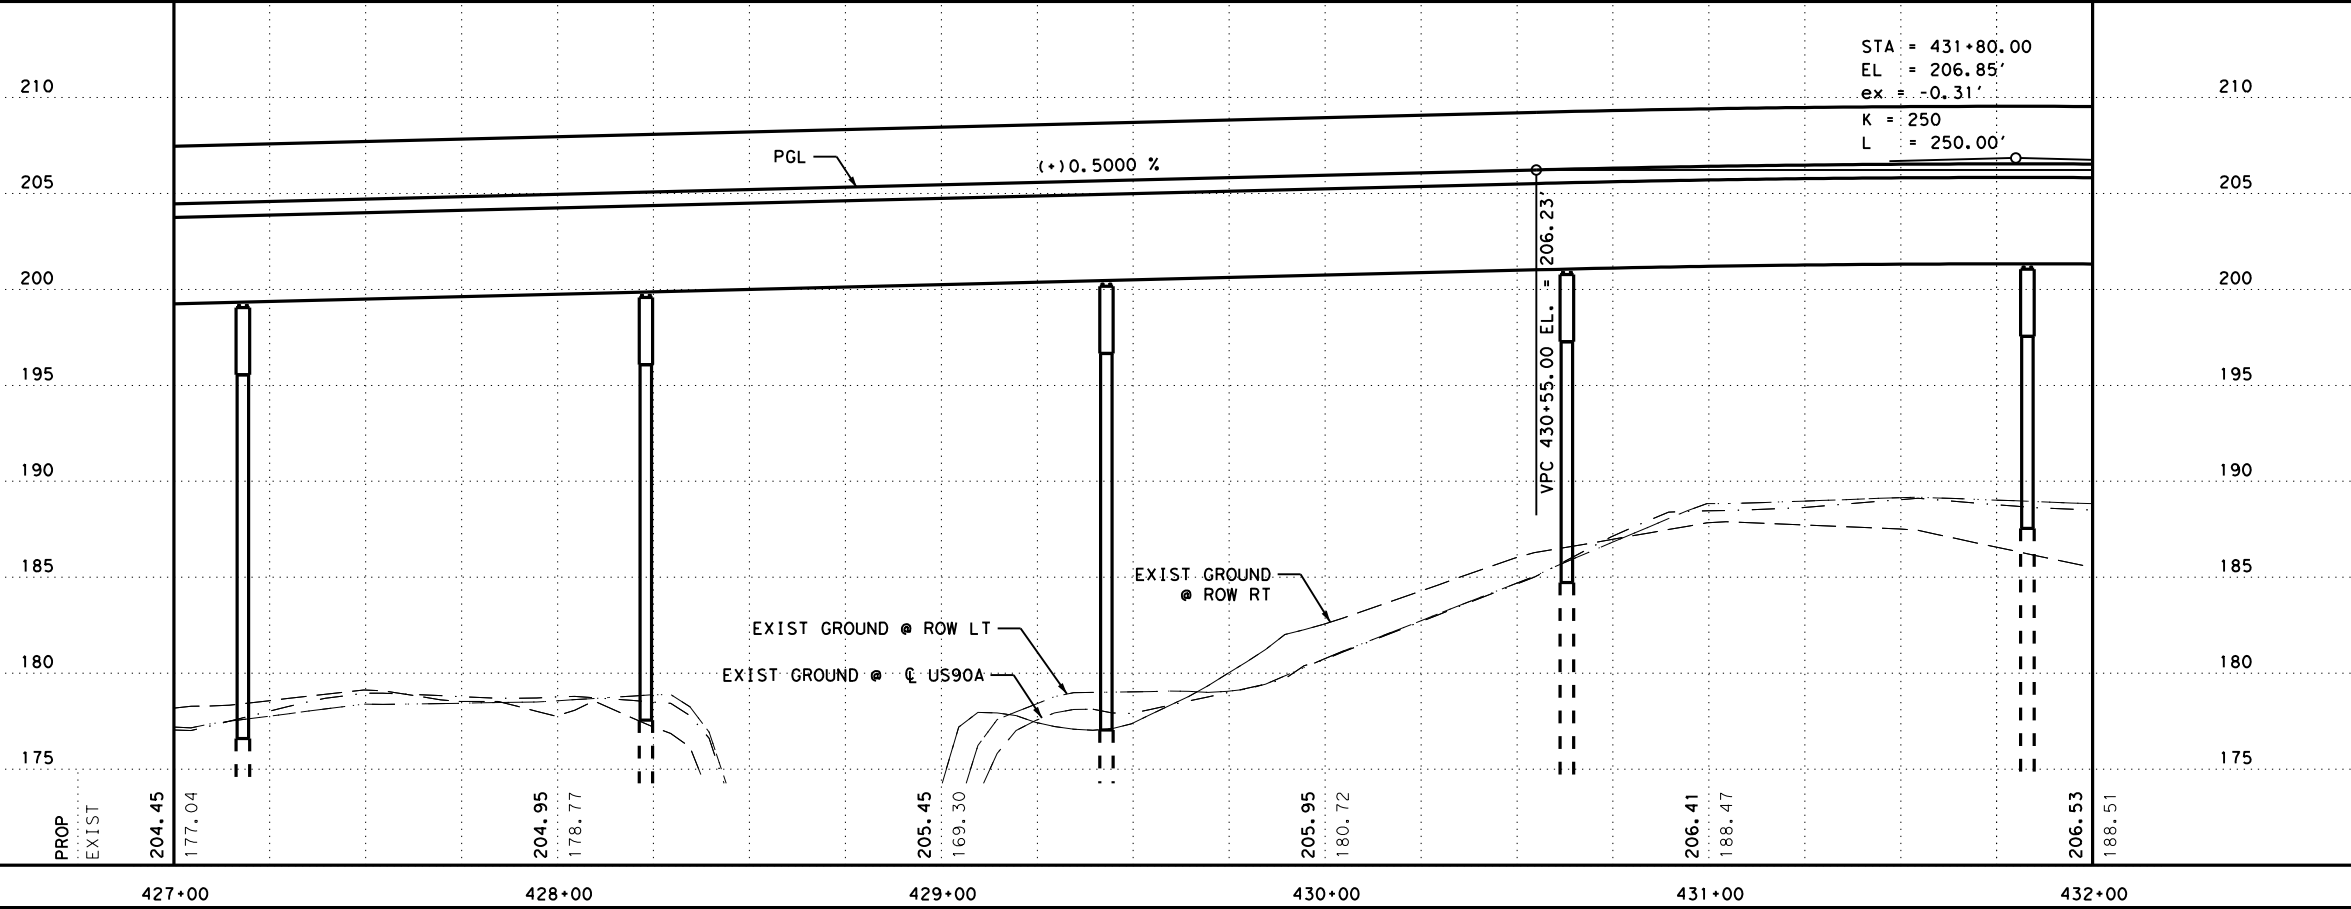 STA = 431+80.00
EL = 206.85'
ex = -0.31'
K = 250
L = 250.00'
210
210
PGL
(+)0.5000 %
205
205
VPC 430+55.00 EL. = 206.23'
200
200
195
195
190
190
185
185
EXIST GROUND
@ ROW RT
EXIST GROUND @ ROW LT
EXIST GROUND @ ℄ US90A
180
180
175
175
PROP
EXIST
204.45
177.04
204.95
178.77
205.45
169.30
205.95
180.72
206.41
188.47
206.53
188.51
427+00
428+00
429+00
430+00
431+00
432+00